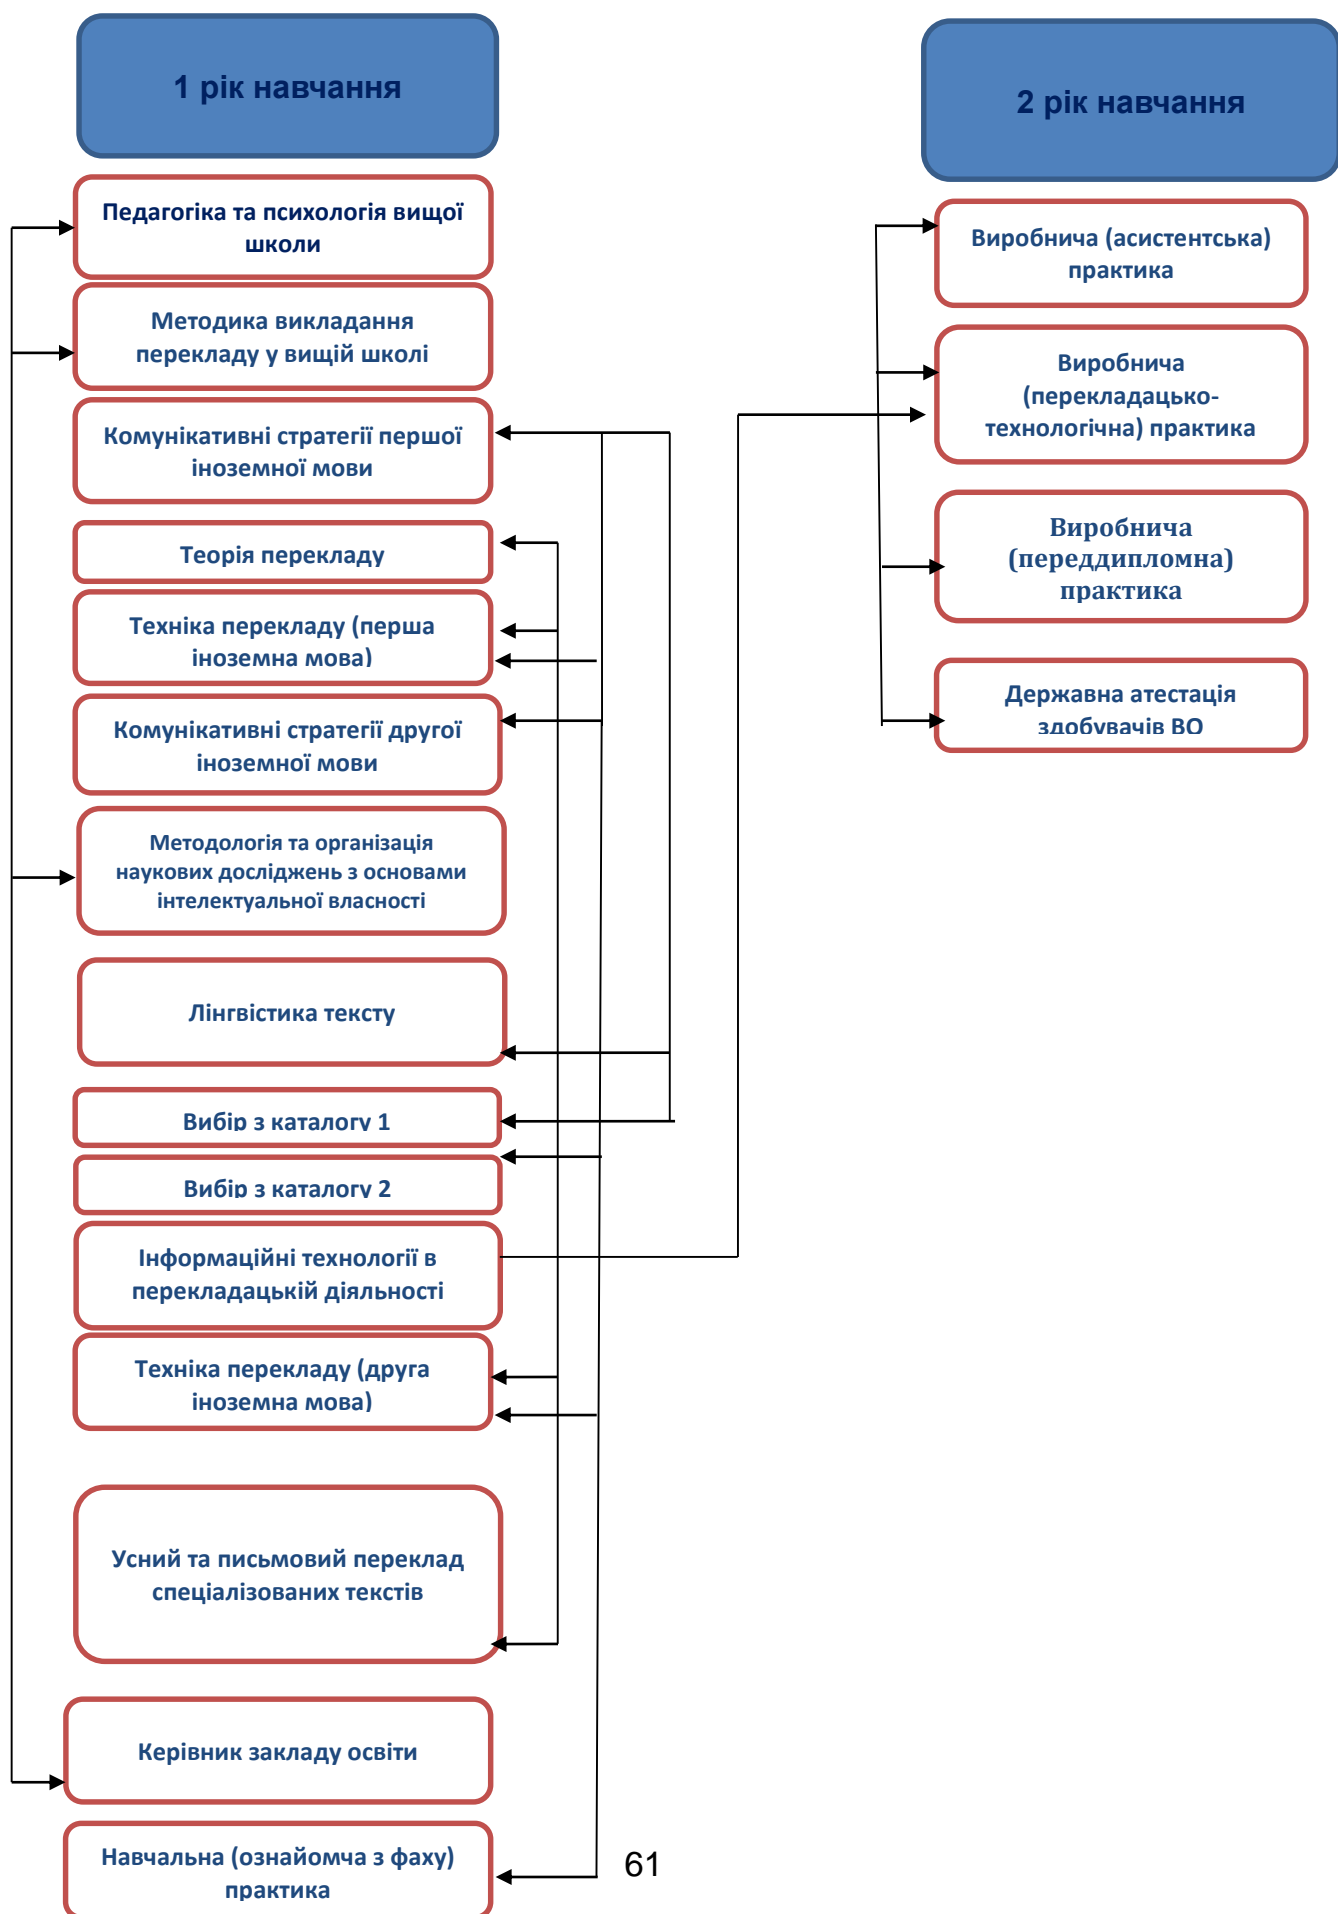 1 рік навчання
Педагогіка та психологія вищої
школи
Методика викладання
перекладу у вищій школі
Комунікативні стратегії першої
іноземної мови
Теорія перекладу
Техніка перекладу (перша
іноземна мова)
Комунікативні стратегії другої
іноземної мови
Методологія та організація
наукових досліджень з основами
інтелектуальної власності
Лінгвістика тексту
Вибір з каталогу 1
Вибір з каталогу 2
Інформаційні технології в
перекладацькій діяльності
Техніка перекладу (друга
іноземна мова)
Усний та письмовий переклад
спеціалізованих текстів
Керівник закладу освіти
Навчальна (ознайомча з фаху)
практика
2 рік навчання
Виробнича (асистентська)
практика
Виробнича
(перекладацько-
технологічна) практика
Виробнича
(переддипломна)
практика
Державна атестація
здобувачів ВО
61